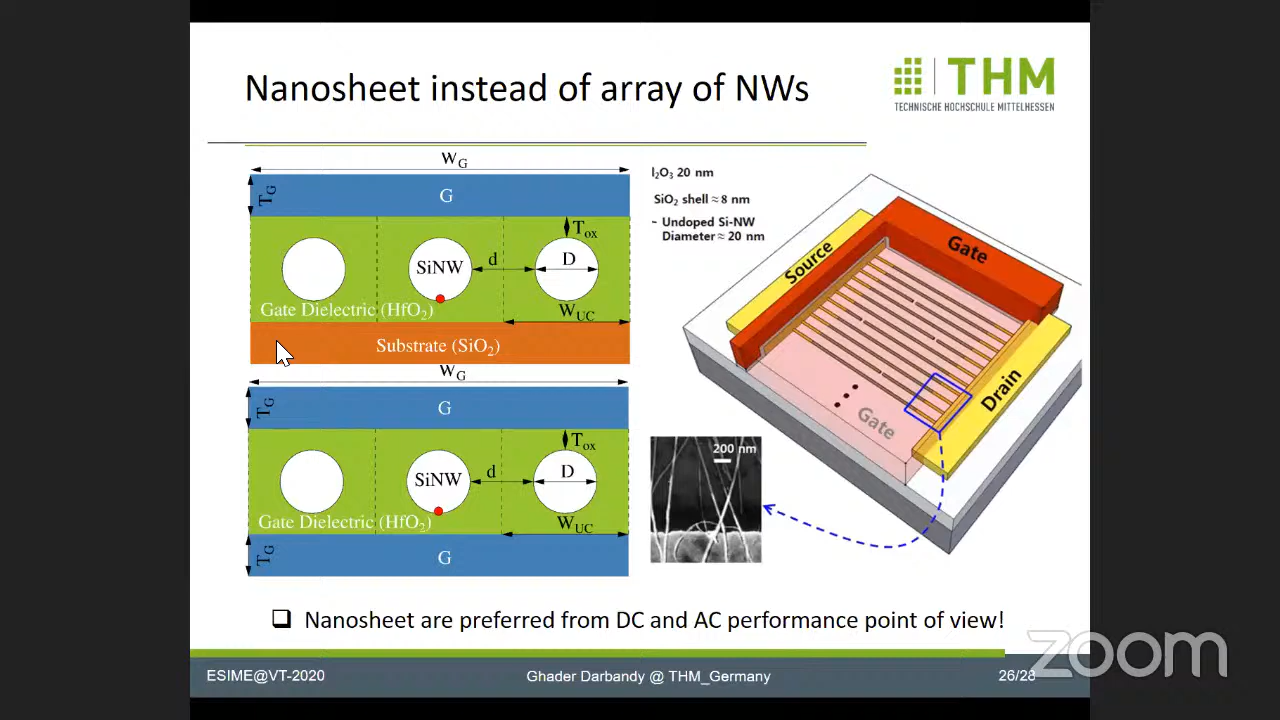 Nanosheet instead of array of NWs
THM
TECHNISCHE HOCHSCHULE MITTELHESSEN
W_G
T_G
G
T_ox
SiNW
d
D
Gate Dielectric (HfO₂)
W_UC
Substrate (SiO₂)
W_G
T_G
G
T_ox
SiNW
d
D
Gate Dielectric (HfO₂)
W_UC
T_G
G
l₂O₃ 20 nm
SiO₂ shell ≈ 8 nm
- Undoped Si-NW
Diameter ≈ 20 nm
Source
Gate
Drain
Gate
200 nm
❑ Nanosheet are preferred from DC and AC performance point of view!
ESIME@VT-2020
Ghader Darbandy @ THM_Germany
26/28
zoom